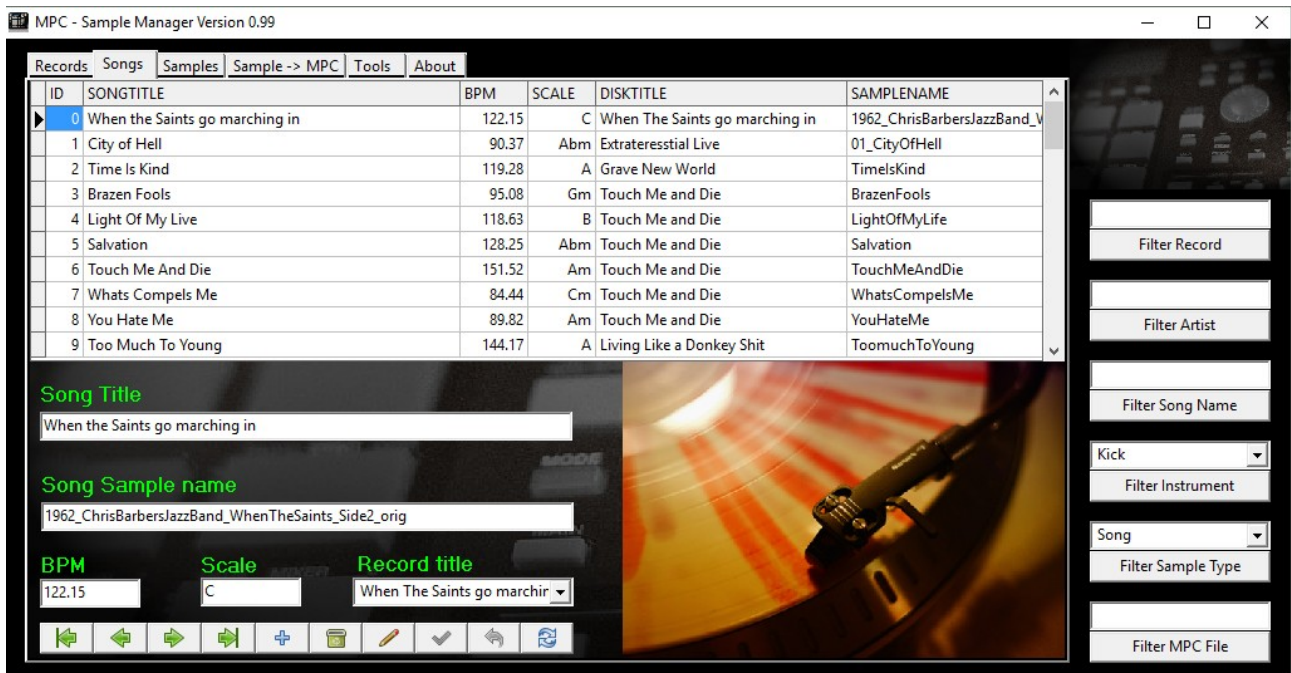 MPC - Sample Manager Version 0.99
Records Songs Samples Sample -> MPC Tools About
ID SONGTITLE BPM SCALE DISKTITLE SAMPLENAME
0 When the Saints go marching in 122.15 C When The Saints go marching in 1962_ChrisBarbersJazzBand_W
1 City of Hell 90.37 Abm Extrateresstial Live 01_CityOfHell
2 Time Is Kind 119.28 A Grave New World TimeIsKind
3 Brazen Fools 95.08 Gm Touch Me and Die BrazenFools
4 Light Of My Live 118.63 B Touch Me and Die LightOfMyLife
5 Salvation 128.25 Abm Touch Me and Die Salvation
6 Touch Me And Die 151.52 Am Touch Me and Die TouchMeAndDie
7 Whats Compels Me 84.44 Cm Touch Me and Die WhatsCompelsMe
8 You Hate Me 89.82 Am Touch Me and Die YouHateMe
9 Too Much To Young 144.17 A Living Like a Donkey Shit ToomuchToYoung
Song Title
When the Saints go marching in
Song Sample name
1962_ChrisBarbersJazzBand_WhenTheSaints_Side2_orig
BPM Scale Record title
122.15 C When The Saints go marchir
MODE
MAIN
MIXER
Filter Record
Filter Artist
Filter Song Name
Kick
Filter Instrument
Song
Filter Sample Type
Filter MPC File